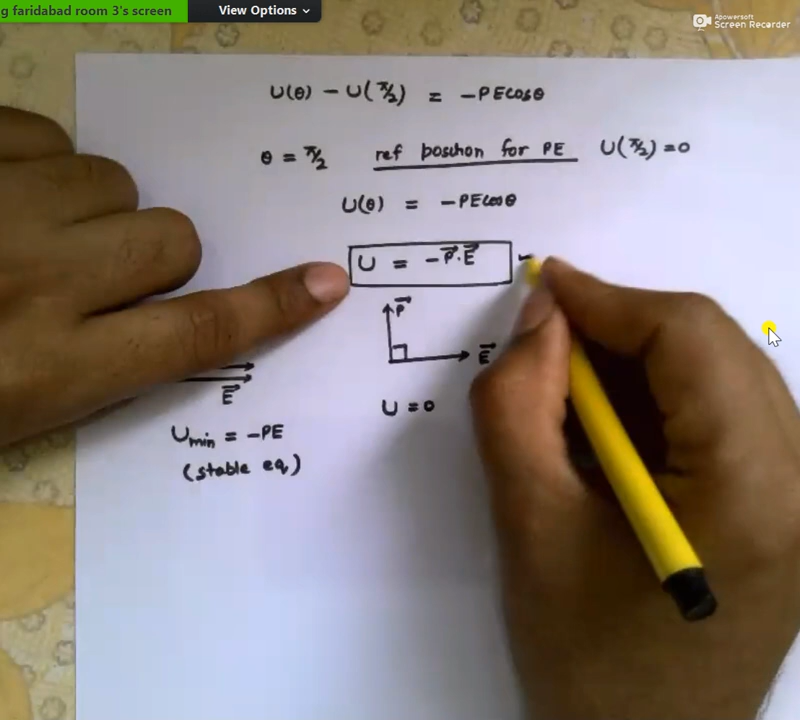 g faridabad room 3's screen
View Options
Apowersoft
Screen Recorder
U(θ) - U(π/2) = -PEcosθ
θ = π/2 ref position for PE U(π/2) = 0
U(θ) = -PEcosθ
U = -P⃗·E⃗
P⃗
E⃗
E⃗
U = 0
Umin = -PE
(stable eq)